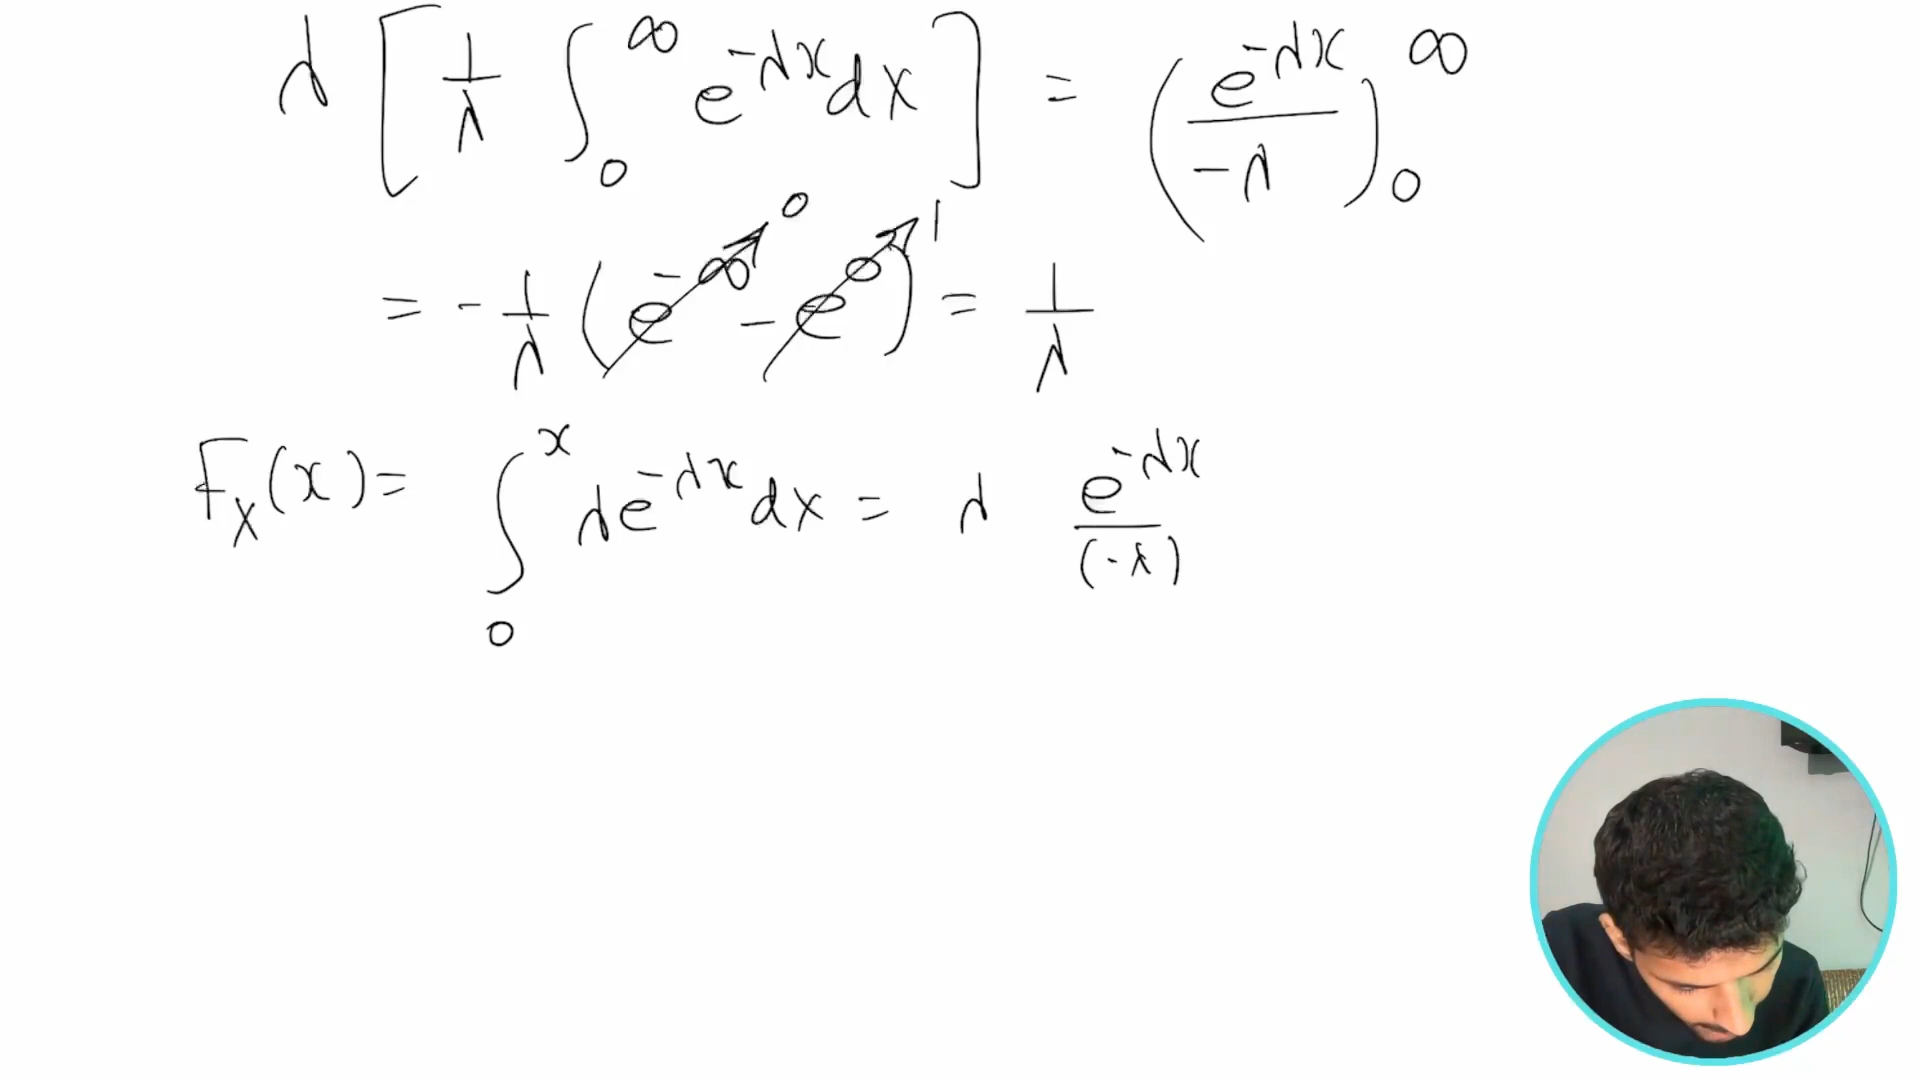 λ [ 1/λ ∫₀^∞ e^{-λx} dx ] = ( e^{-λx} / -λ )₀^∞
= - 1/λ ( e^{-∞} → 0 - e^0 → 1 ) = 1/λ
F_X(x) = ∫₀^x λe^{-λx} dx = λ e^{-λx} / (-λ)